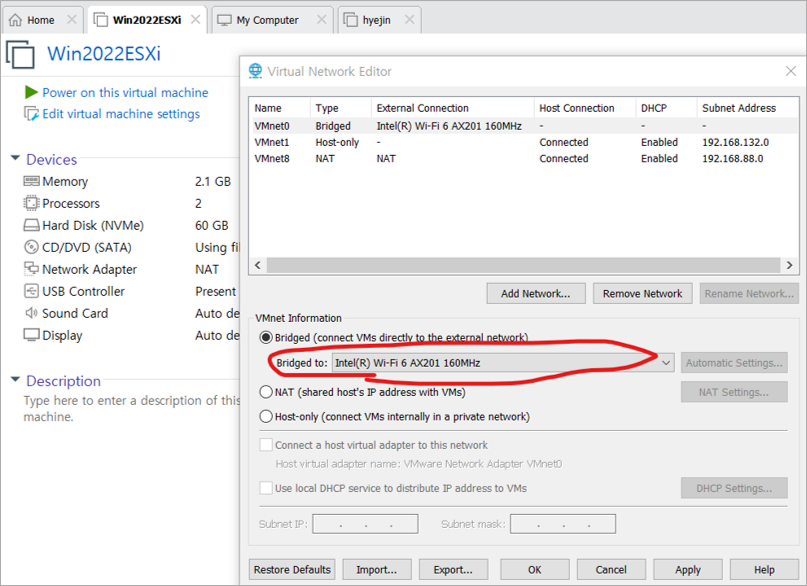 Home
Win2022ESXi
My Computer
hyejin
Win2022ESXi
Power on this virtual machine
Edit virtual machine settings
Devices
Memory 2.1 GB
Processors 2
Hard Disk (NVMe) 60 GB
CD/DVD (SATA) Using fi
Network Adapter NAT
USB Controller Present
Sound Card Auto de
Display Auto de
Description
Type here to enter a description of this
machine.
Virtual Network Editor
Name Type External Connection Host Connection DHCP Subnet Address
VMnet0 Bridged Intel(R) Wi-Fi 6 AX201 160MHz - - -
VMnet1 Host-only - Connected Enabled 192.168.132.0
VMnet8 NAT NAT Connected Enabled 192.168.88.0
Add Network... Remove Network Rename Network...
VMnet Information
Bridged (connect VMs directly to the external network)
Bridged to: Intel(R) Wi-Fi 6 AX201 160MHz Automatic Settings...
NAT (shared host's IP address with VMs) NAT Settings...
Host-only (connect VMs internally in a private network)
Connect a host virtual adapter to this network
Host virtual adapter name: VMware Network Adapter VMnet0
Use local DHCP service to distribute IP address to VMs DHCP Settings...
Subnet IP: . . . Subnet mask: . . .
Restore Defaults Import... Export... OK Cancel Apply Help